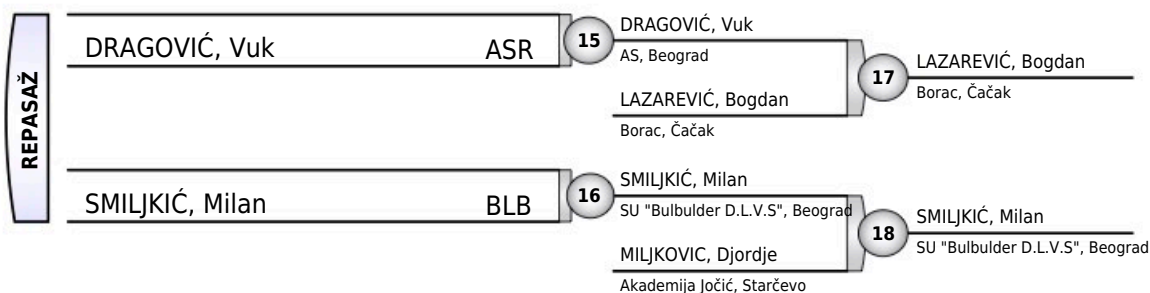 REPASAŽ
DRAGOVIĆ, Vuk ASR
15
DRAGOVIĆ, Vuk
AS, Beograd
LAZAREVIĆ, Bogdan
Borac, Čačak
17
LAZAREVIĆ, Bogdan
Borac, Čačak
SMILJKIĆ, Milan BLB
16
SMILJKIĆ, Milan
SU "Bulbulder D.L.V.S", Beograd
MILJKOVIC, Djordje
Akademija Jočić, Starčevo
18
SMILJKIĆ, Milan
SU "Bulbulder D.L.V.S", Beograd